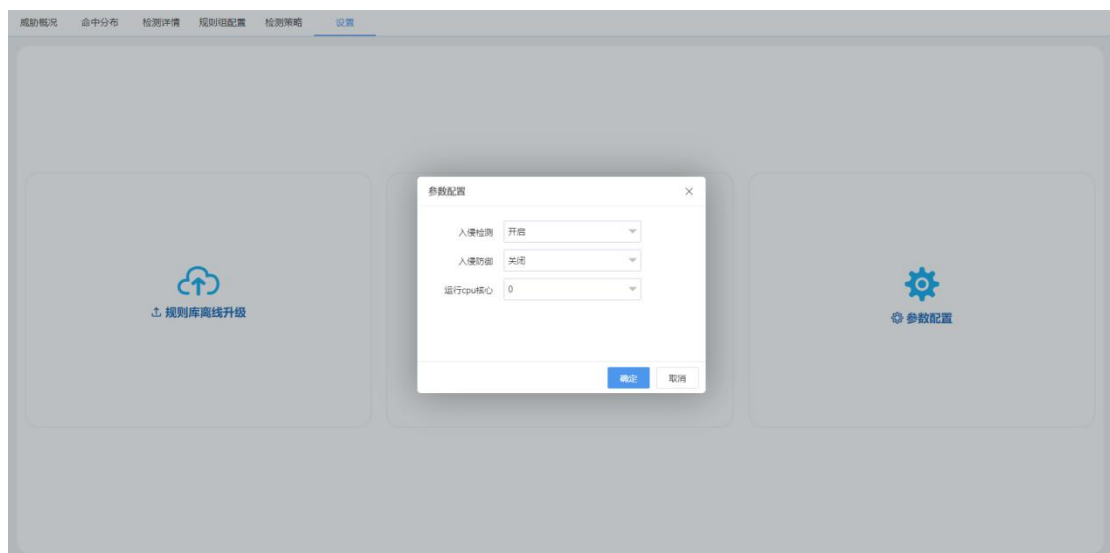 威胁概况 命中分布 检测详情 规则组配置 检测策略 设置
参数配置
入侵检测 开启
入侵防御 关闭
运行cpu核心 0
规则库离线升级
参数配置
确定 取消